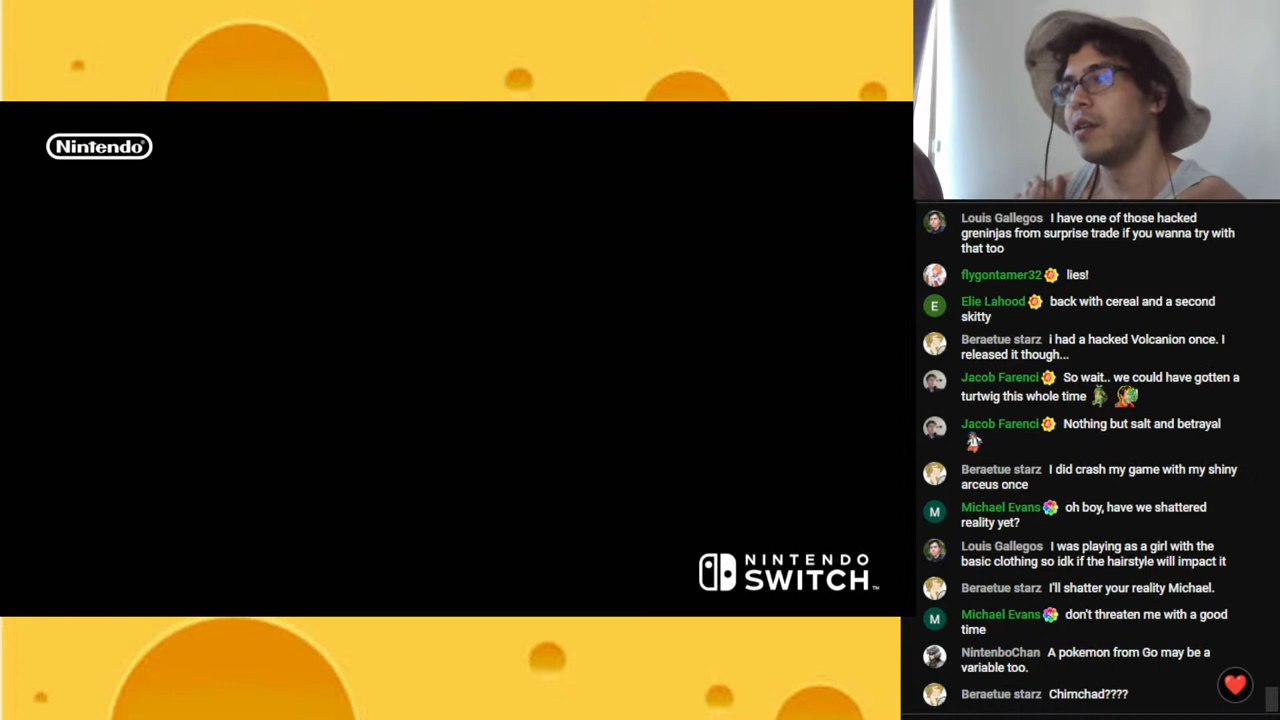 Nintendo
NINTENDO
SWITCH™
Louis Gallegos I have one of those hacked
greninjas from surprise trade if you wanna try with
that too
flygontamer32 lies!
E
Elie Lahood back with cereal and a second
skitty
Beraetue starz i had a hacked Volcanion once. I
released it though...
Jacob Farenci So wait.. we could have gotten a
turtwig this whole time
Jacob Farenci Nothing but salt and betrayal
Beraetue starz I did crash my game with my shiny
arceus once
M
Michael Evans oh boy, have we shattered
reality yet?
Louis Gallegos I was playing as a girl with the
basic clothing so idk if the hairstyle will impact it
Beraetue starz I'll shatter your reality Michael.
M
Michael Evans don't threaten me with a good
time
NintenboChan A pokemon from Go may be a
variable too.
Beraetue starz Chimchad????